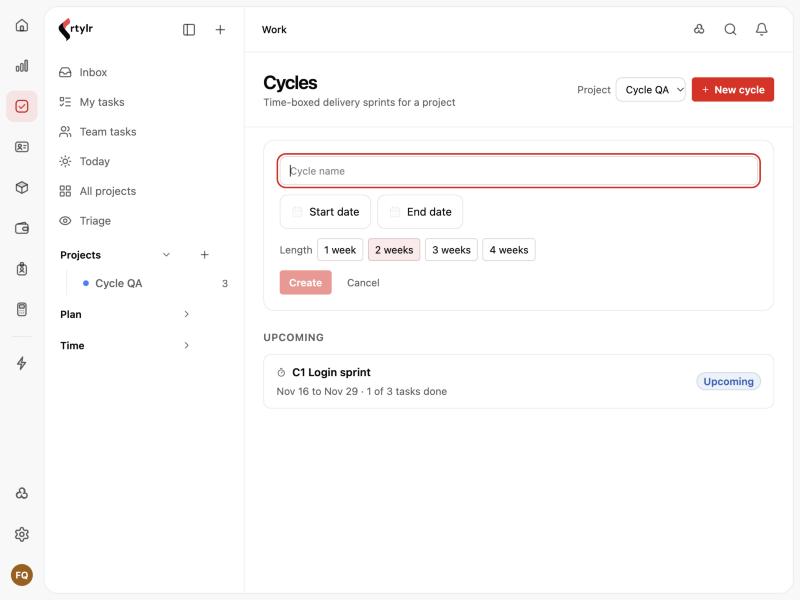 rtylr
Inbox
My tasks
Team tasks
Today
All projects
Triage
Projects
Cycle QA 3
Plan
Time
FQ
Work
Cycles
Time-boxed delivery sprints for a project
Project Cycle QA + New cycle
Cycle name
Start date End date
Length 1 week 2 weeks 3 weeks 4 weeks
Create Cancel
UPCOMING
C1 Login sprint
Nov 16 to Nov 29 · 1 of 3 tasks done
Upcoming